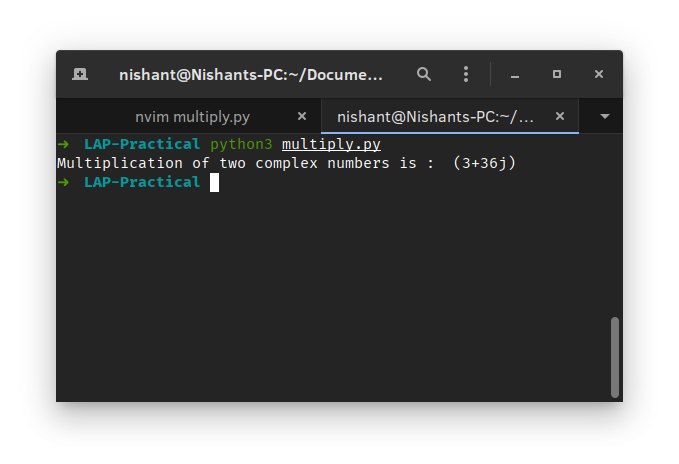 nishant@Nishants-PC:~/Docume...
nvim multiply.py
nishant@Nishants-PC:~/...
➜ LAP-Practical python3 multiply.py
Multiplication of two complex numbers is :  (3+36j)
➜ LAP-Practical